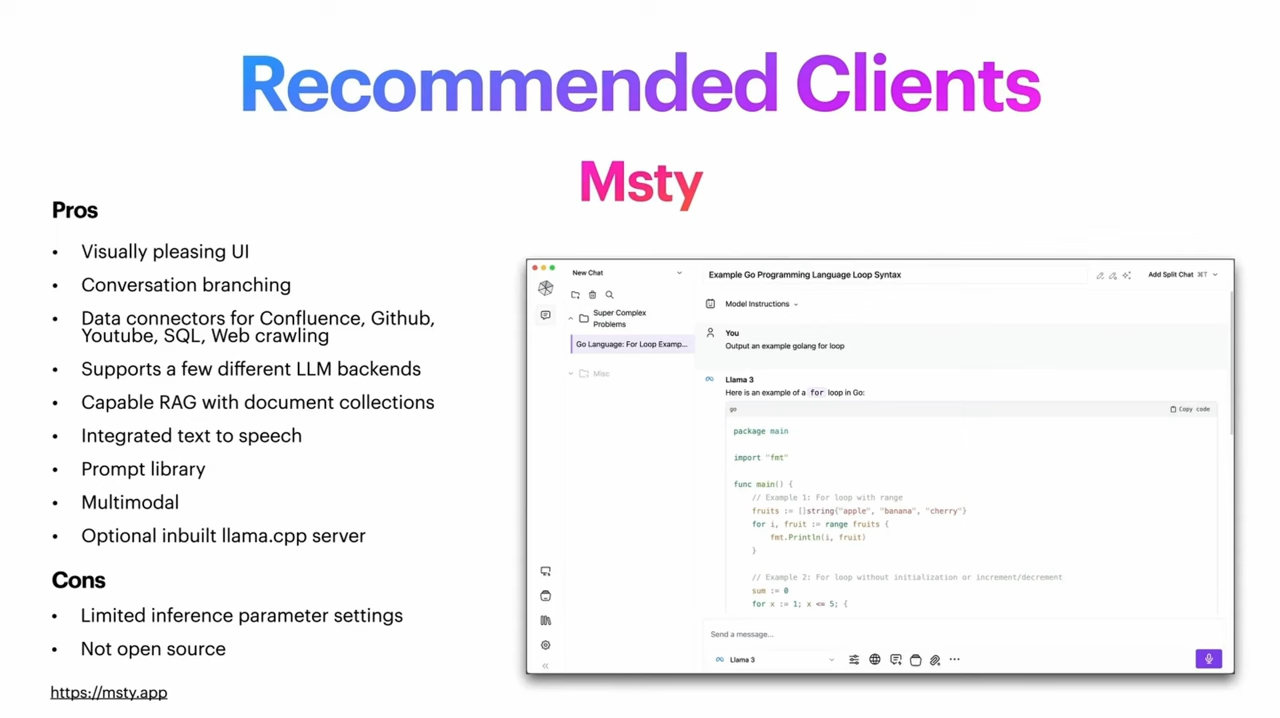 Recommended Clients
Msty
Pros
• Visually pleasing UI
• Conversation branching
• Data connectors for Confluence, Github,
Youtube, SQL, Web crawling
• Supports a few different LLM backends
• Capable RAG with document collections
• Integrated text to speech
• Prompt library
• Multimodal
• Optional inbuilt llama.cpp server
Cons
• Limited inference parameter settings
• Not open source
https://msty.app
New Chat
Super Complex
Problems
Go Language: For Loop Examp...
Misc
Example Go Programming Language Loop Syntax
Add Split Chat ⌘T
Model Instructions
You
Output an example golang for loop
Llama 3
Here is an example of a for loop in Go:
go
Copy code
package main
import "fmt"
func main() {
// Example 1: For loop with range
fruits := []string{"apple", "banana", "cherry"}
for i, fruit := range fruits {
fmt.Println(i, fruit)
}
// Example 2: For loop without initialization or increment/decrement
sum := 0
for x := 1; x <= 5; {
Send a message...
Llama 3